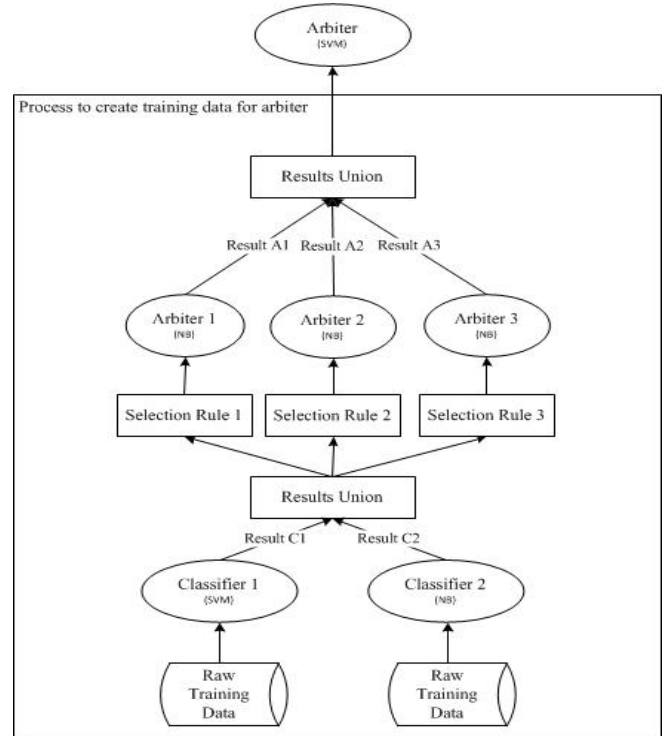 Arbiter
(SVM)
Process to create training data for arbiter
Results Union
Result A1 Result A2 Result A3
Arbiter 1
(NB)
Arbiter 2
(NB)
Arbiter 3
(NB)
Selection Rule 1
Selection Rule 2
Selection Rule 3
Results Union
Result C1
Result C2
Classifier 1
(SVM)
Classifier 2
(NB)
Raw
Training
Data
Raw
Training
Data